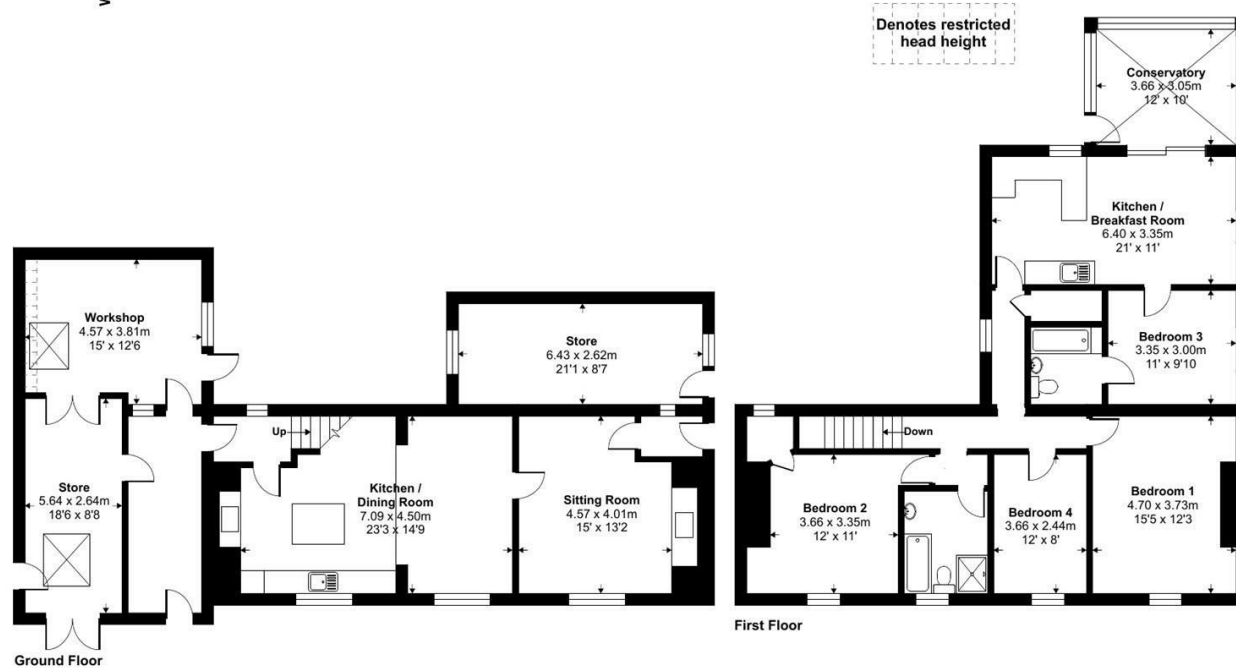 Denotes restricted
head height
Conservatory
3.66 x 3.05m
12' x 10'
Kitchen /
Breakfast Room
6.40 x 3.35m
21' x 11'
Workshop
4.57 x 3.81m
15' x 12'6
Store
6.43 x 2.62m
21'1 x 8'7
Bedroom 3
3.35 x 3.00m
11' x 9'10
Up
Down
Store
5.64 x 2.64m
18'6 x 8'8
Kitchen /
Dining Room
7.09 x 4.50m
23'3 x 14'9
Sitting Room
4.57 x 4.01m
15' x 13'2
Bedroom 2
3.66 x 3.35m
12' x 11'
Bedroom 4
3.66 x 2.44m
12' x 8'
Bedroom 1
4.70 x 3.73m
15'5 x 12'3
First Floor
Ground Floor